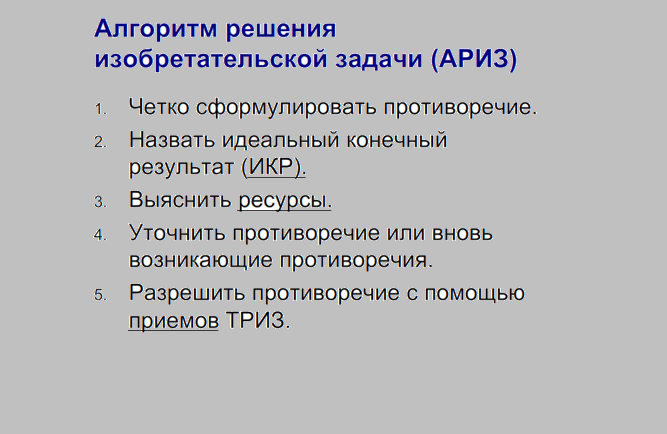 Алгоритм решения
изобретательской задачи (АРИЗ)
1. Четко сформулировать противоречие.
2. Назвать идеальный конечный
результат (ИКР).
3. Выяснить ресурсы.
4. Уточнить противоречие или вновь
возникающие противоречия.
5. Разрешить противоречие с помощью
приемов ТРИЗ.